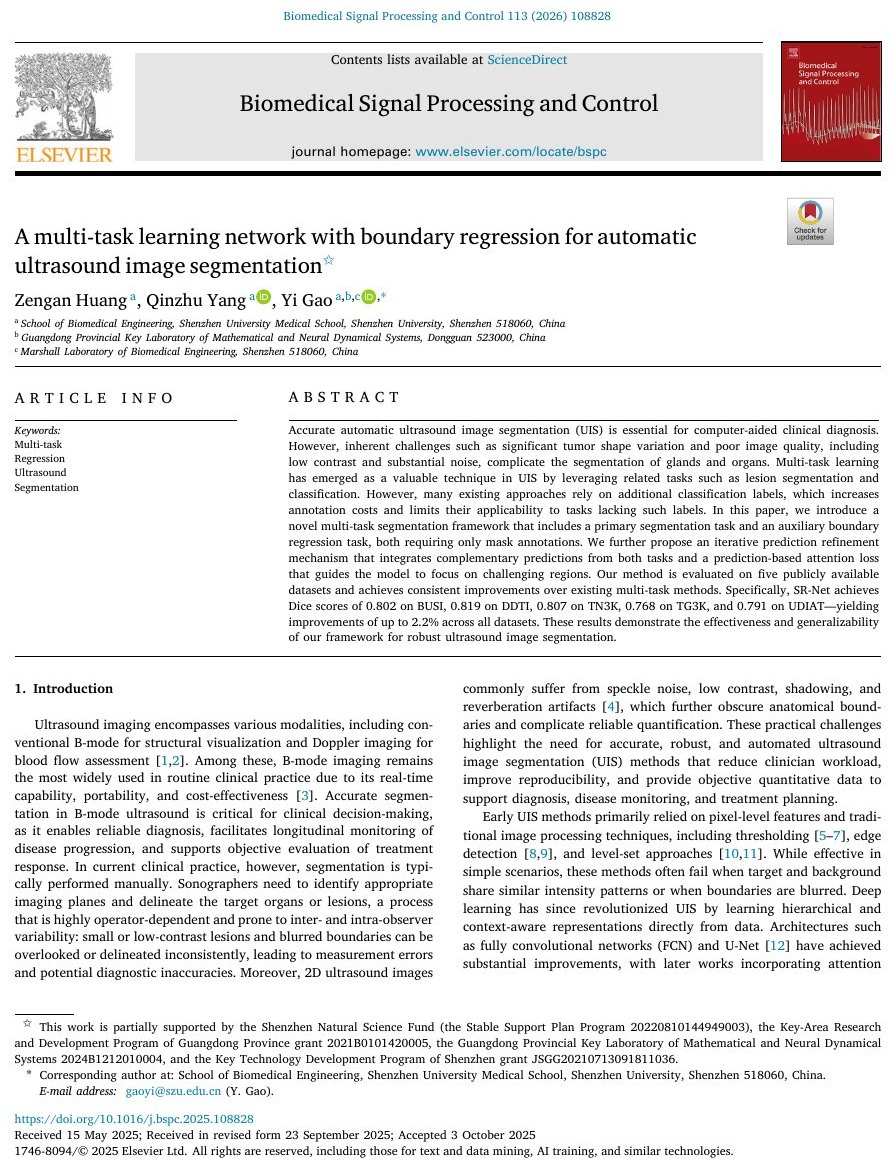 Biomedical Signal Processing and Control 113 (2026) 108828
Contents lists available at ScienceDirect
Biomedical Signal Processing and Control
journal homepage: www.elsevier.com/locate/bspc
ELSEVIER
Biomedical
Signal Processing
and Control
Check for
updates
A multi-task learning network with boundary regression for automatic
ultrasound image segmentation☆
Zengan Huang a, Qinzhu Yang a iD, Yi Gao a,b,c iD,*
a School of Biomedical Engineering, Shenzhen University Medical School, Shenzhen University, Shenzhen 518060, China
b Guangdong Provincial Key Laboratory of Mathematical and Neural Dynamical Systems, Dongguan 523000, China
c Marshall Laboratory of Biomedical Engineering, Shenzhen 518060, China
ARTICLE INFO
Keywords:
Multi-task
Regression
Ultrasound
Segmentation
ABSTRACT
Accurate automatic ultrasound image segmentation (UIS) is essential for computer-aided clinical diagnosis.
However, inherent challenges such as significant tumor shape variation and poor image quality, including
low contrast and substantial noise, complicate the segmentation of glands and organs. Multi-task learning
has emerged as a valuable technique in UIS by leveraging related tasks such as lesion segmentation and
classification. However, many existing approaches rely on additional classification labels, which increases
annotation costs and limits their applicability to tasks lacking such labels. In this paper, we introduce a
novel multi-task segmentation framework that includes a primary segmentation task and an auxiliary boundary
regression task, both requiring only mask annotations. We further propose an iterative prediction refinement
mechanism that integrates complementary predictions from both tasks and a prediction-based attention loss
that guides the model to focus on challenging regions. Our method is evaluated on five publicly available
datasets and achieves consistent improvements over existing multi-task methods. Specifically, SR-Net achieves
Dice scores of 0.802 on BUSI, 0.819 on DDTI, 0.807 on TN3K, 0.768 on TG3K, and 0.791 on UDIAT—yielding
improvements of up to 2.2% across all datasets. These results demonstrate the effectiveness and generalizability
of our framework for robust ultrasound image segmentation.
1. Introduction
Ultrasound imaging encompasses various modalities, including con-
ventional B-mode for structural visualization and Doppler imaging for
blood flow assessment [1,2]. Among these, B-mode imaging remains
the most widely used in routine clinical practice due to its real-time
capability, portability, and cost-effectiveness [3]. Accurate segmen-
tation in B-mode ultrasound is critical for clinical decision-making,
as it enables reliable diagnosis, facilitates longitudinal monitoring of
disease progression, and supports objective evaluation of treatment
response. In current clinical practice, however, segmentation is typi-
cally performed manually. Sonographers need to identify appropriate
imaging planes and delineate the target organs or lesions, a process
that is highly operator-dependent and prone to inter- and intra-observer
variability: small or low-contrast lesions and blurred boundaries can be
overlooked or delineated inconsistently, leading to measurement errors
and potential diagnostic inaccuracies. Moreover, 2D ultrasound images
commonly suffer from speckle noise, low contrast, shadowing, and
reverberation artifacts [4], which further obscure anatomical bound-
aries and complicate reliable quantification. These practical challenges
highlight the need for accurate, robust, and automated ultrasound
image segmentation (UIS) methods that reduce clinician workload,
improve reproducibility, and provide objective quantitative data to
support diagnosis, disease monitoring, and treatment planning.
Early UIS methods primarily relied on pixel-level features and tradi-
tional image processing techniques, including thresholding [5–7], edge
detection [8,9], and level-set approaches [10,11]. While effective in
simple scenarios, these methods often fail when target and background
share similar intensity patterns or when boundaries are blurred. Deep
learning has since revolutionized UIS by learning hierarchical and
context-aware representations directly from data. Architectures such
as fully convolutional networks (FCN) and U-Net [12] have achieved
substantial improvements, with later works incorporating attention
☆ This work is partially supported by the Shenzhen Natural Science Fund (the Stable Support Plan Program 20220810144949003), the Key-Area Research
and Development Program of Guangdong Province grant 2021B0101420005, the Guangdong Provincial Key Laboratory of Mathematical and Neural Dynamical
Systems 2024B1212010004, and the Key Technology Development Program of Shenzhen grant JSGG20210713091811036.
* Corresponding author at: School of Biomedical Engineering, Shenzhen University Medical School, Shenzhen University, Shenzhen 518060, China.
E-mail address: gaoyi@szu.edu.cn (Y. Gao).
https://doi.org/10.1016/j.bspc.2025.108828
Received 15 May 2025; Received in revised form 23 September 2025; Accepted 3 October 2025
1746-8094/© 2025 Elsevier Ltd. All rights are reserved, including those for text and data mining, AI training, and similar technologies.